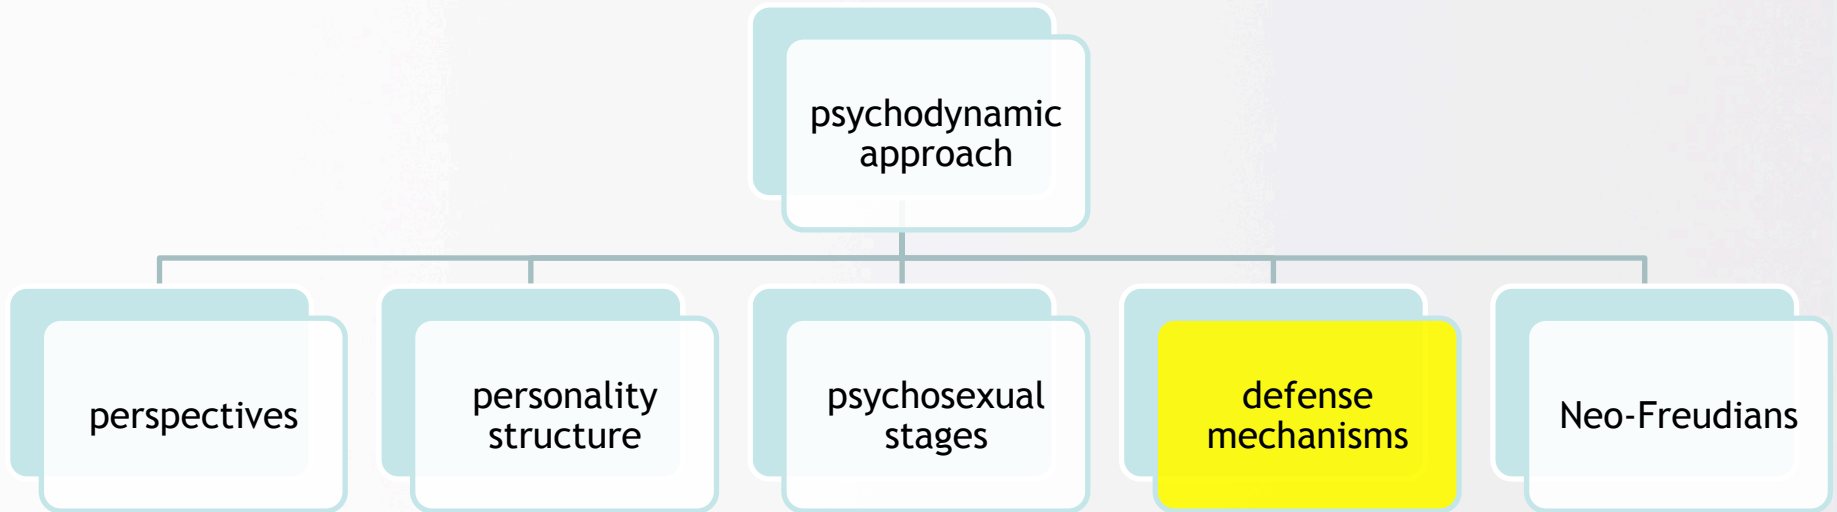 psychodynamic
approach
perspectives
personality
structure
psychosexual
stages
defense
mechanisms
Neo-Freudians